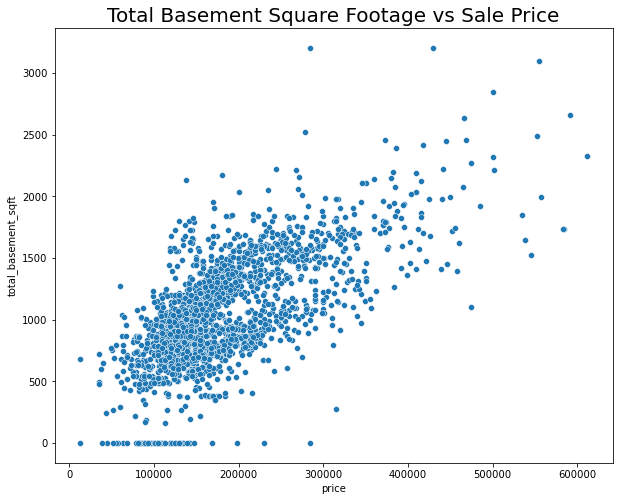 Total Basement Square Footage vs Sale Price
3000
2500
2000
1500
1000
500
0
total_basement_sqft
0 100000 200000 300000 400000 500000 600000
price